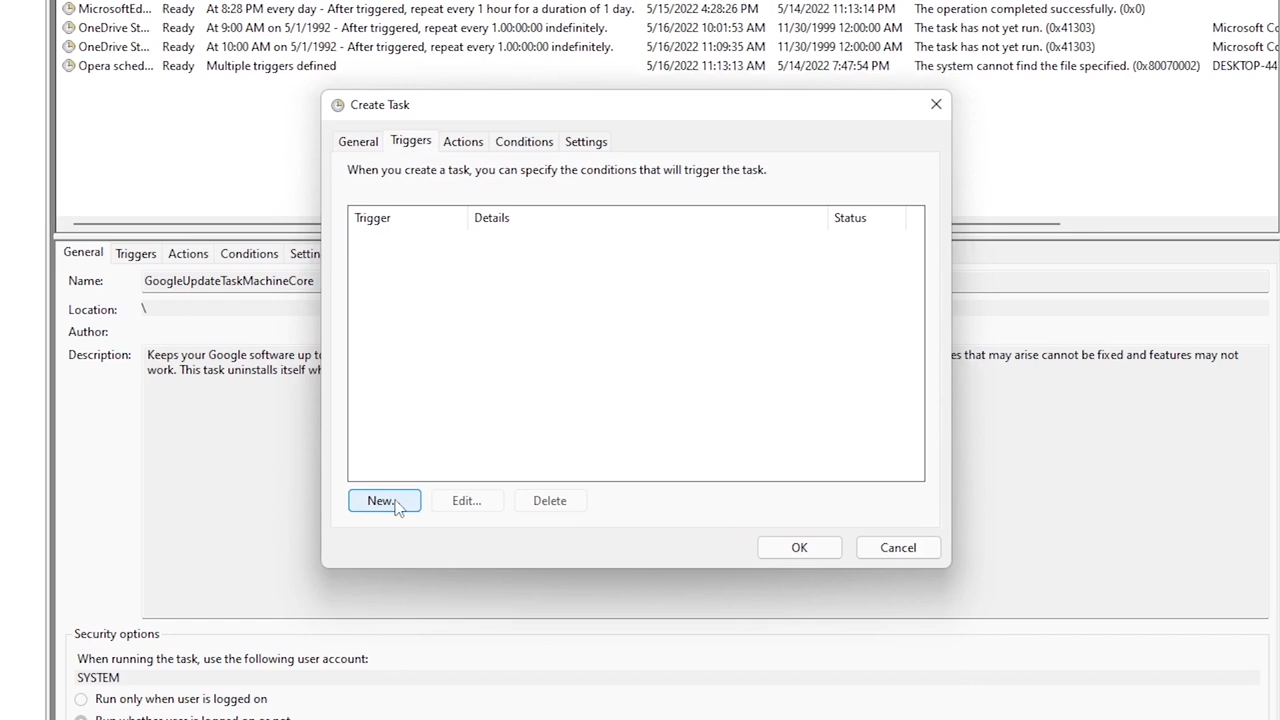 MicrosoftEd... Ready At 8:28 PM every day - After triggered, repeat every 1 hour for a duration of 1 day. 5/15/2022 4:28:26 PM 5/14/2022 11:13:14 PM The operation completed successfully. (0x0)
OneDrive St... Ready At 9:00 AM on 5/1/1992 - After triggered, repeat every 1.00:00:00 indefinitely. 5/16/2022 10:01:53 AM 11/30/1999 12:00:00 AM The task has not yet run. (0x41303) Microsoft Co
OneDrive St... Ready At 10:00 AM on 5/1/1992 - After triggered, repeat every 1.00:00:00 indefinitely. 5/16/2022 11:09:35 AM 11/30/1999 12:00:00 AM The task has not yet run. (0x41303) Microsoft Co
Opera sched... Ready Multiple triggers defined 5/16/2022 11:13:13 AM 5/14/2022 7:47:54 PM The system cannot find the file specified. (0x80070002) DESKTOP-44
Create Task
General Triggers Actions Conditions Settings
When you create a task, you can specify the conditions that will trigger the task.
Trigger Details Status
New... Edit... Delete
OK Cancel
General Triggers Actions Conditions Settin
Name: GoogleUpdateTaskMachineCore
Location: \
Author:
Description: Keeps your Google software up to es that may arise cannot be fixed and features may not
work. This task uninstalls itself wh
Security options
When running the task, use the following user account:
SYSTEM
Run only when user is logged on
Run whether user is logged on or not